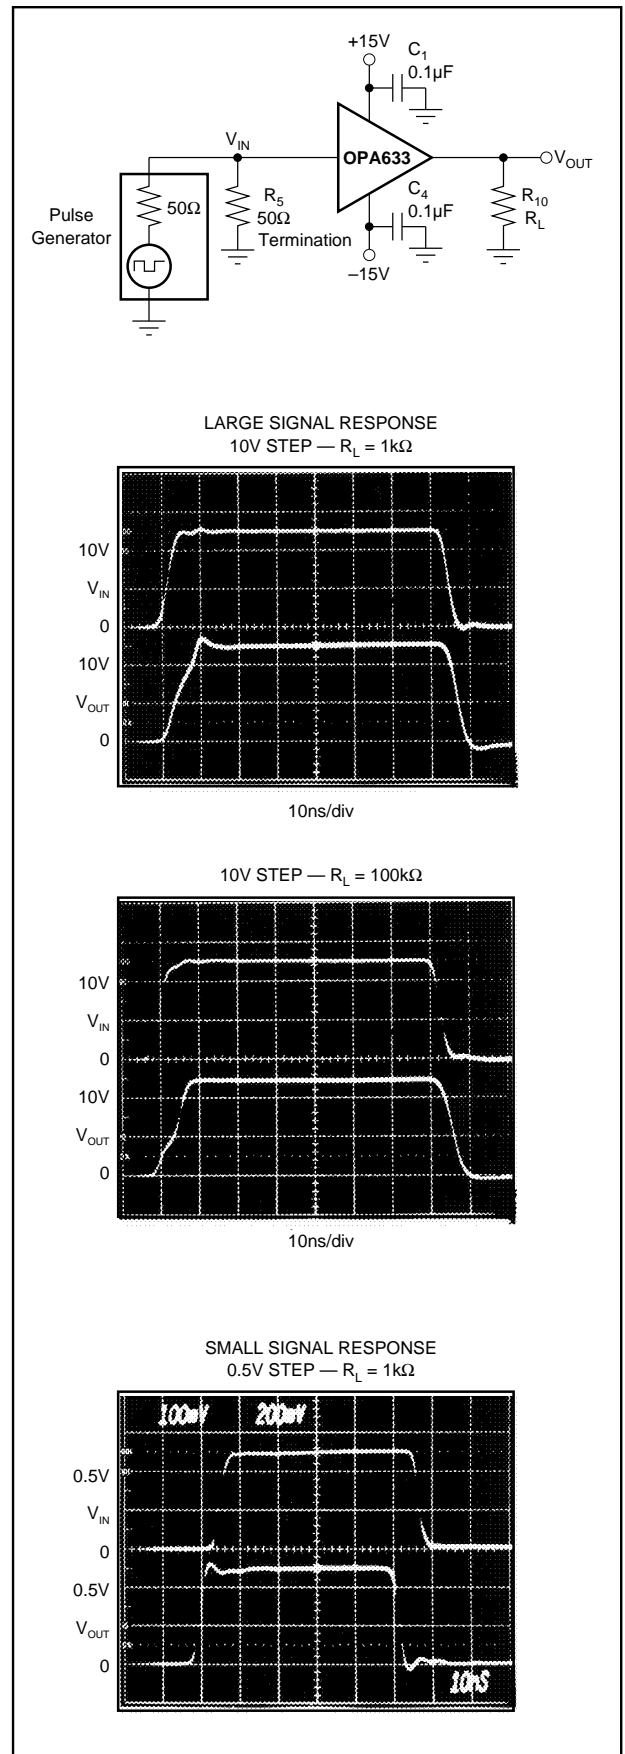 +15V
C1
0.1µF
VIN
OPA633
VOUT
50Ω
R5
50Ω
Termination
C4
0.1µF
R10
RL
Pulse
Generator
–15V
LARGE SIGNAL RESPONSE
10V STEP — RL = 1kΩ
10V
VIN
0
10V
VOUT
0
10ns/div
10V STEP — RL = 100kΩ
10V
VIN
0
10V
VOUT
0
10ns/div
SMALL SIGNAL RESPONSE
0.5V STEP — RL = 1kΩ
100mV 200mV
0.5V
VIN
0
0.5V
VOUT
0
10nS